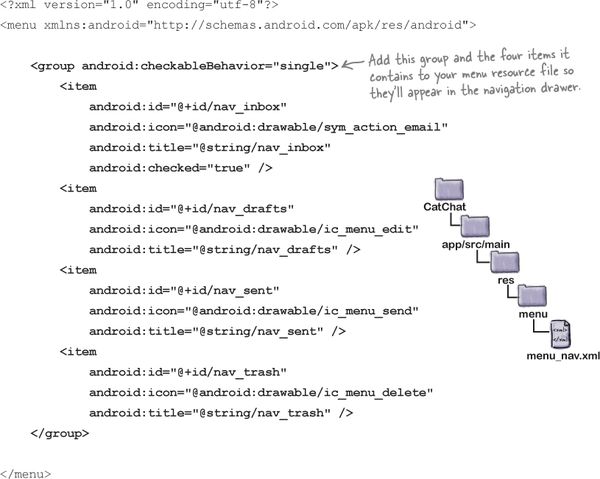 <?xml version="1.0" encoding="utf-8"?>
<menu xmlns:android="http://schemas.android.com/apk/res/android">
<group android:checkableBehavior="single">
Add this group and the four items it
contains to your menu resource file so
they'll appear in the navigation drawer.
<item
android:id="@+id/nav_inbox"
android:icon="@android:drawable/sym_action_email"
android:title="@string/nav_inbox"
android:checked="true" />
<item
android:id="@+id/nav_drafts"
android:icon="@android:drawable/ic_menu_edit"
android:title="@string/nav_drafts" />
<item
android:id="@+id/nav_sent"
android:icon="@android:drawable/ic_menu_send"
android:title="@string/nav_sent" />
<item
android:id="@+id/nav_trash"
android:icon="@android:drawable/ic_menu_delete"
android:title="@string/nav_trash" />
</group>
</menu>
CatChat
app/src/main
res
menu
<xml>
</xml>
menu_nav.xml